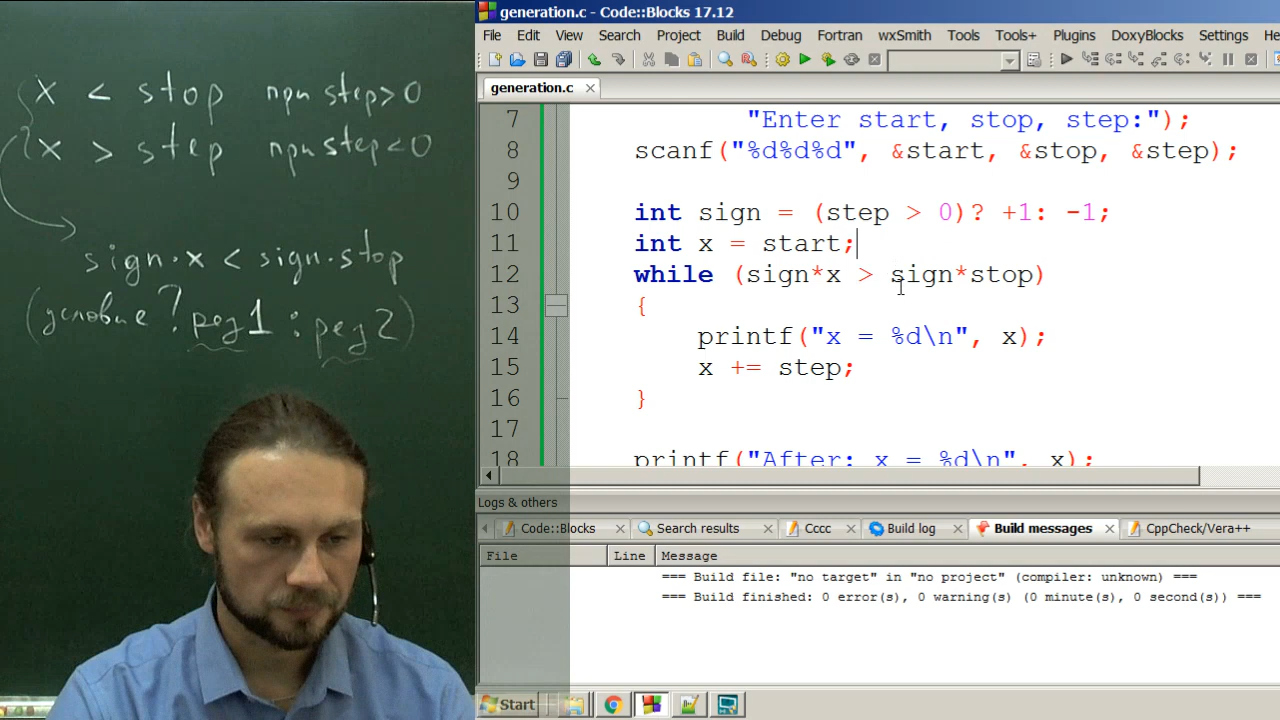 x < stop при step>0
x > step при step<0
sign·x < sign·stop
(условие ? рез1 : рез2)
generation.c - Code::Blocks 17.12
File Edit View Search Project Build Debug Fortran wxSmith Tools Tools+ Plugins DoxyBlocks Settings He
generation.c
7 "Enter start, stop, step:");
8 scanf("%d%d%d", &start, &stop, &step);
9
10 int sign = (step > 0)? +1: -1;
11 int x = start;
12 while (sign*x > sign*stop)
13 {
14 printf("x = %d\n", x);
15 x += step;
16 }
17
18 printf("After: x = %d\n", x);
Logs & others
Code::Blocks Search results Cccc Build log Build messages CppCheck/Vera++
File Line Message
=== Build file: "no target" in "no project" (compiler: unknown) ===
=== Build finished: 0 error(s), 0 warning(s) (0 minute(s), 0 second(s)) ===
Start